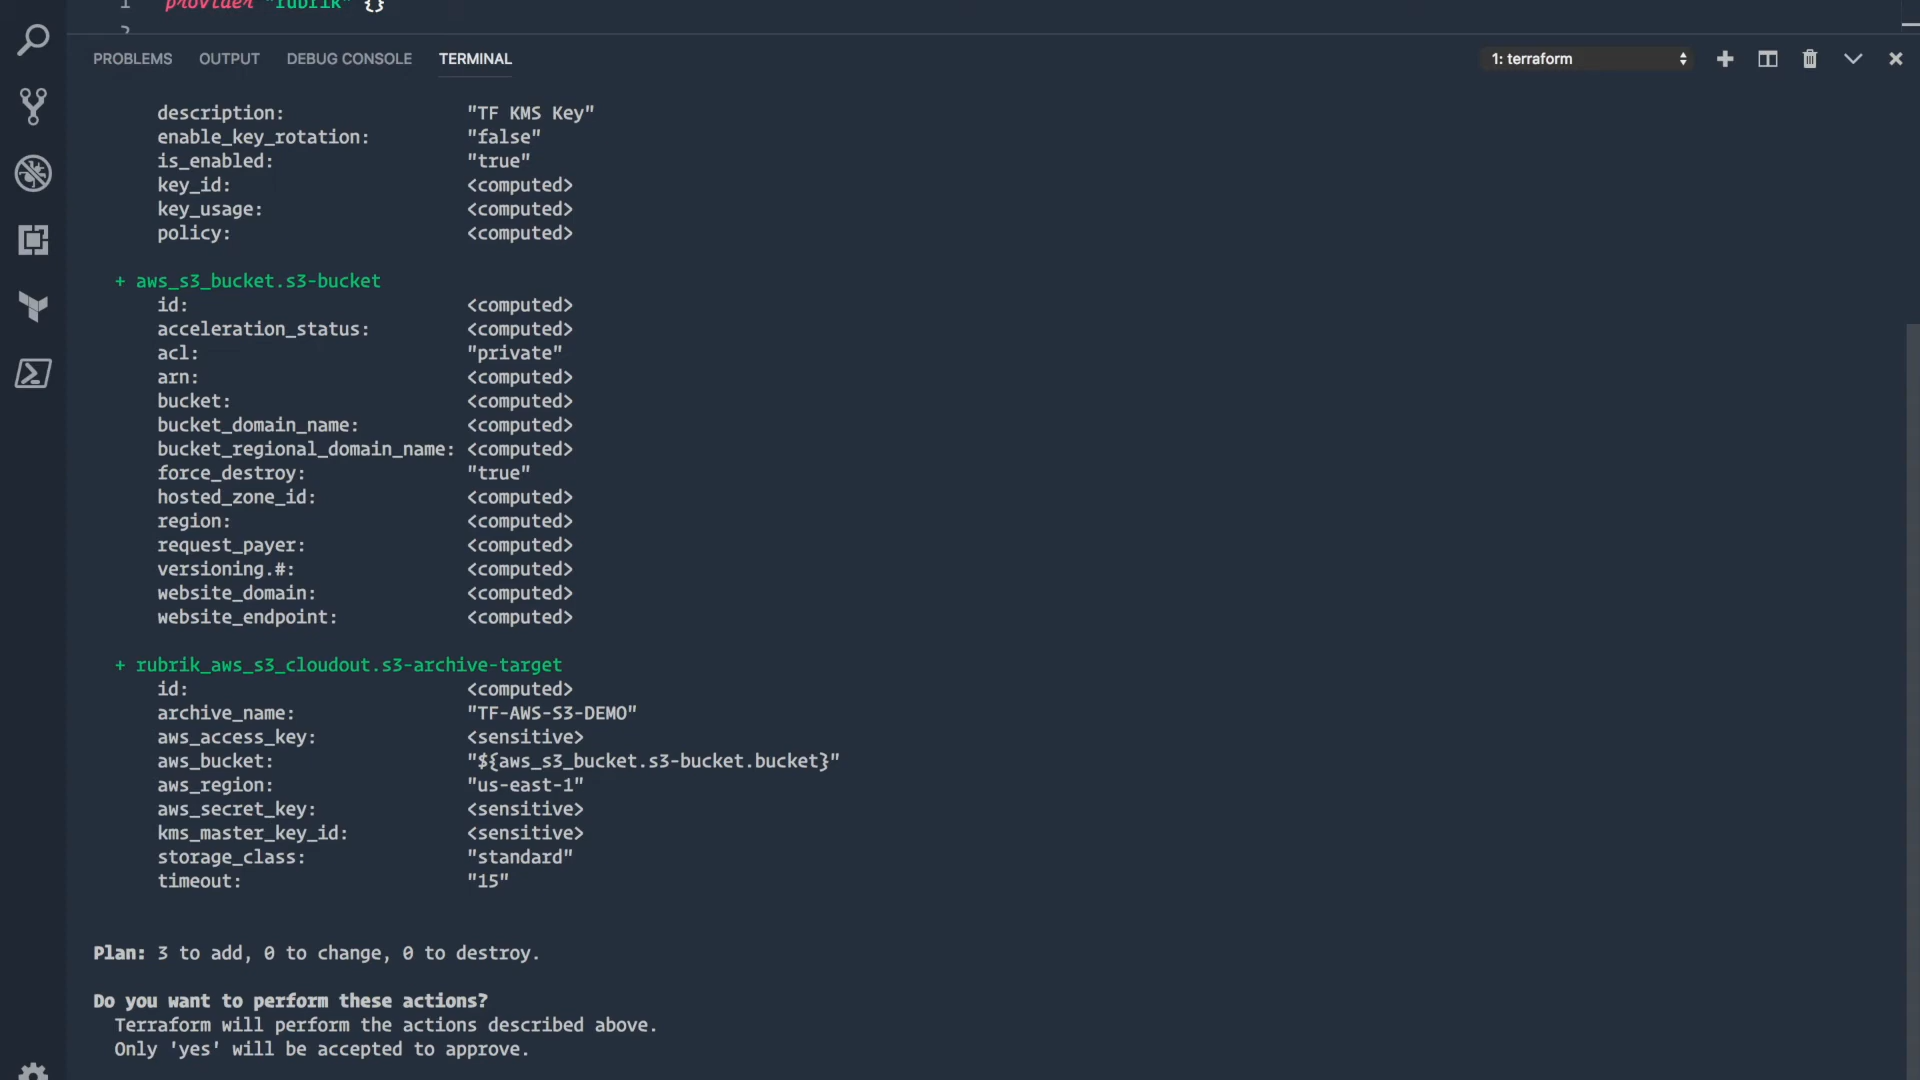 1 provider "rubrik" {}
2
PROBLEMS OUTPUT DEBUG CONSOLE TERMINAL 1: terraform
description: "TF KMS Key"
enable_key_rotation: "false"
is_enabled: "true"
key_id: <computed>
key_usage: <computed>
policy: <computed>
+ aws_s3_bucket.s3-bucket
id: <computed>
acceleration_status: <computed>
acl: "private"
arn: <computed>
bucket: <computed>
bucket_domain_name: <computed>
bucket_regional_domain_name: <computed>
force_destroy: "true"
hosted_zone_id: <computed>
region: <computed>
request_payer: <computed>
versioning.#: <computed>
website_domain: <computed>
website_endpoint: <computed>
+ rubrik_aws_s3_cloudout.s3-archive-target
id: <computed>
archive_name: "TF-AWS-S3-DEMO"
aws_access_key: <sensitive>
aws_bucket: "${aws_s3_bucket.s3-bucket.bucket}"
aws_region: "us-east-1"
aws_secret_key: <sensitive>
kms_master_key_id: <sensitive>
storage_class: "standard"
timeout: "15"
Plan: 3 to add, 0 to change, 0 to destroy.
Do you want to perform these actions?
Terraform will perform the actions described above.
Only 'yes' will be accepted to approve.